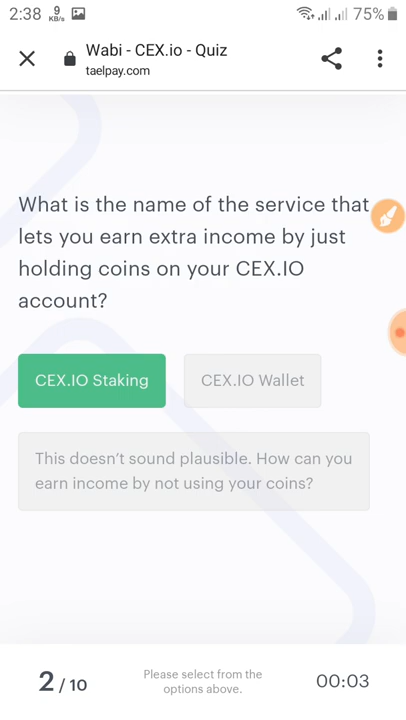 2:38 9 KB/s 75%
Wabi - CEX.io - Quiz
taelpay.com
What is the name of the service that
lets you earn extra income by just
holding coins on your CEX.IO
account?
CEX.IO Staking CEX.IO Wallet
This doesn't sound plausible. How can you
earn income by not using your coins?
2 / 10
Please select from the
options above.
00:03